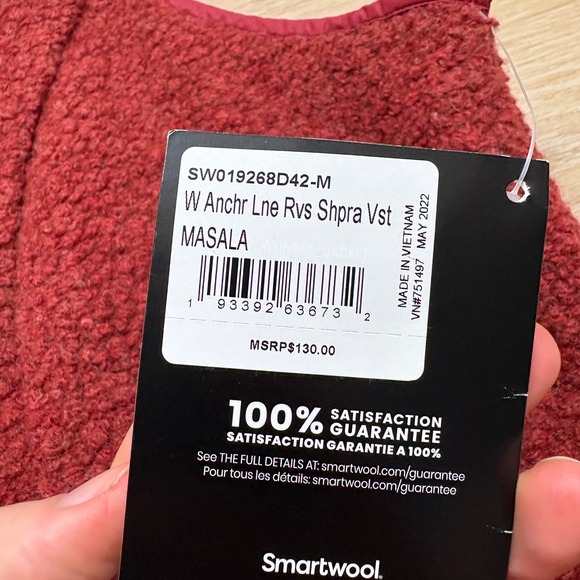 SW019268D42-M
W Anchr Lne Rvs Shpra Vst
MASALA
1 93392 63673 2
MSRP$130.00
MADE IN VIETNAM
VN#751497 MAY 2022
100% SATISFACTION GUARANTEE
SATISFACTION GARANTIE A 100%
See THE FULL DETAILS AT: smartwool.com/guarantee
Pour tous les détails: smartwool.com/guarantee
Smartwool